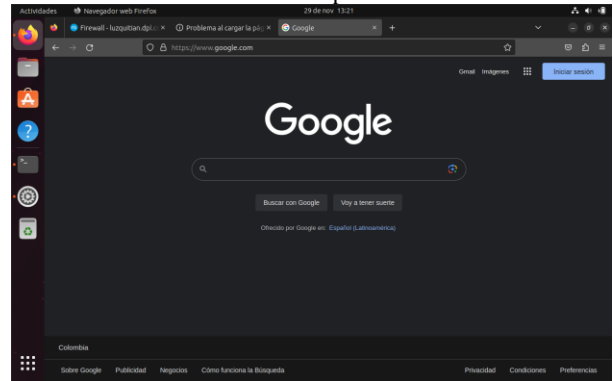 Actividades Navegador web Firefox 29 de nov 13:21
Firewall - luzquitian.dpl. Problema al cargar la pág Google
https://www.google.com
Gmail Imágenes Iniciar sesión
Google
Buscar con Google Voy a tener suerte
Ofrecido por Google en: Español (Latinoamérica)
Colombia
Sobre Google Publicidad Negocios Cómo funciona la Búsqueda Privacidad Condiciones Preferencias